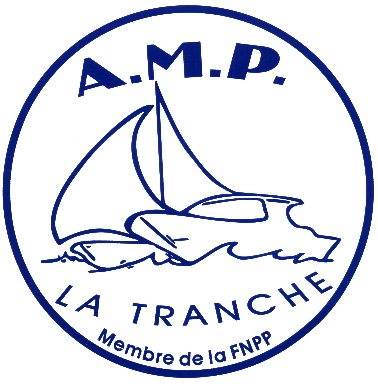 A.M.P.
LA TRANCHE
Membre de la FNPP